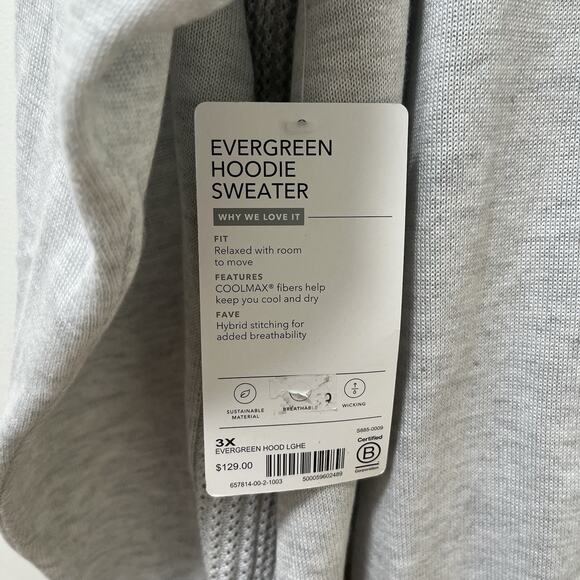 EVERGREEN
HOODIE
SWEATER
WHY WE LOVE IT
FIT
Relaxed with room
to move
FEATURES
COOLMAX® fibers help
keep you cool and dry
FAVE
Hybrid stitching for
added breathability
SUSTAINABLE
MATERIAL
BREATHABLE
WICKING
S885-0009
3X
EVERGREEN HOOD LGHE
$129.00
657814-00-2-1003
500059602489
Certified
B
Corporation